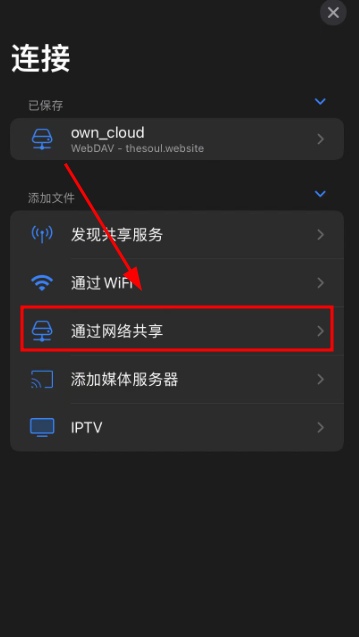 连接
已保存
own_cloud
WebDAV - thesoul.website
添加文件
发现共享服务
通过 WiFi
通过网络共享
添加媒体服务器
IPTV